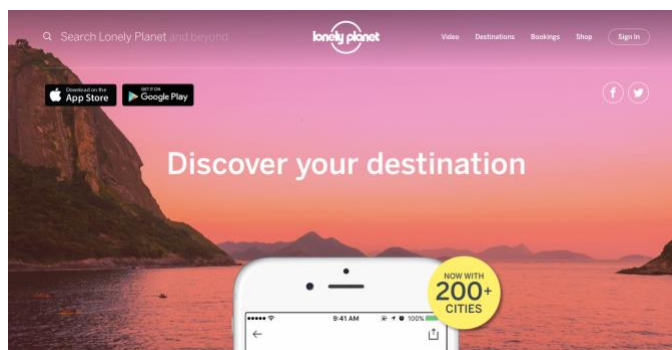 Search Lonely Planet and beyond
lonely planet
Video Destinations Bookings Shop Sign In
Download on the
App Store
GET IT ON
Google Play
Discover your destination
NOW WITH
200+
CITIES
9:41 AM 100%